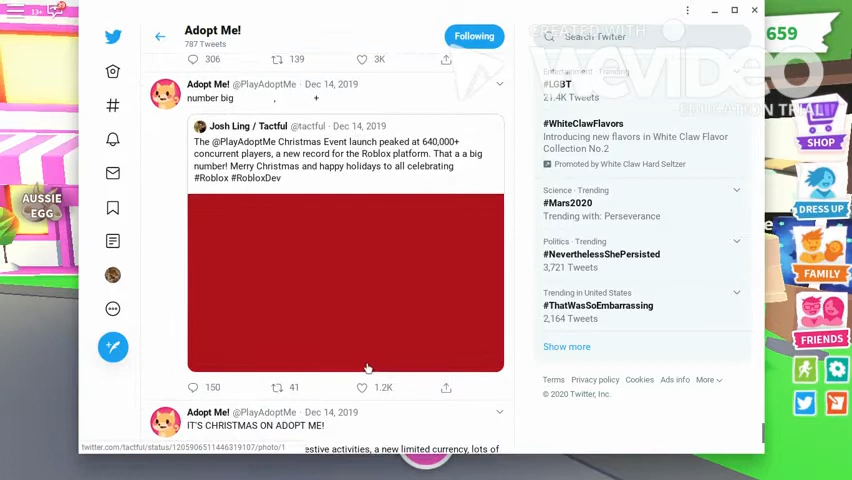 13+
CREATED WITH
WeVideo
EDUCATION TRIAL
659
Adopt Me!
787 Tweets
Following
Search Twitter
306
139
3K
Adopt Me! @PlayAdoptMe · Dec 14, 2019
number big , +
Josh Ling / Tactful @tactful · Dec 14, 2019
The @PlayAdoptMe Christmas Event launch peaked at 640,000+
concurrent players, a new record for the Roblox platform. That a a big
number! Merry Christmas and happy holidays to all celebrating
#Roblox #RobloxDev
150
41
1.2K
Adopt Me! @PlayAdoptMe · Dec 14, 2019
IT'S CHRISTMAS ON ADOPT ME!
estive activities, a new limited currency, lots of
twitter.com/tactful/status/1205906511446319107/photo/1
Entertainment · Trending
#LGBT
21.4K Tweets
#WhiteClawFlavors
Introducing new flavors in White Claw Flavor
Collection No.2
Promoted by White Claw Hard Seltzer
Science · Trending
#Mars2020
Trending with: Perseverance
Politics · Trending
#NeverthelessShePersisted
3,721 Tweets
Trending in United States
#ThatWasSoEmbarrassing
2,164 Tweets
Show more
Terms Privacy policy Cookies Ads info More
© 2020 Twitter, Inc.
AUSSIE
EGG
SHOP
DRESS UP
FAMILY
FRIENDS